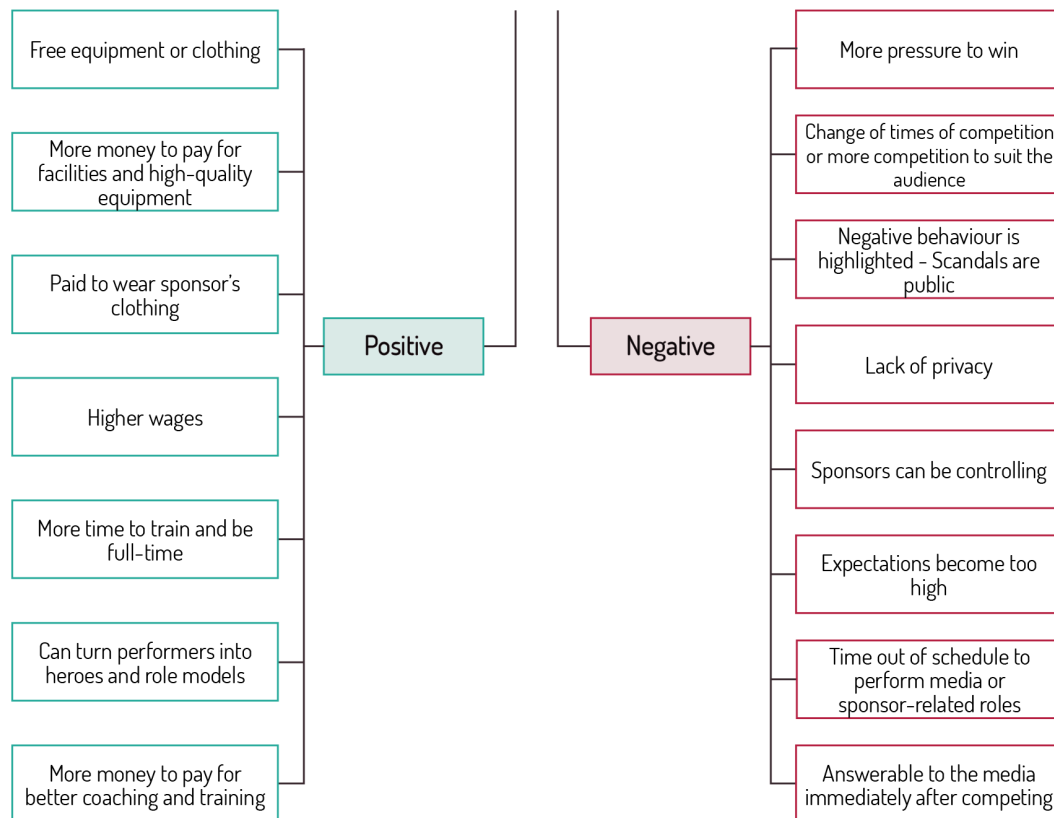 Free equipment or clothing
More money to pay for
facilities and high-quality
equipment
Paid to wear sponsor's
clothing
Higher wages
More time to train and be
full-time
Can turn performers into
heroes and role models
More money to pay for
better coaching and training
Positive
Negative
More pressure to win
Change of times of competition
or more competition to suit the
audience
Negative behaviour is
highlighted - Scandals are
public
Lack of privacy
Sponsors can be controlling
Expectations become too
high
Time out of schedule to
perform media or
sponsor-related roles
Answerable to the media
immediately after competing